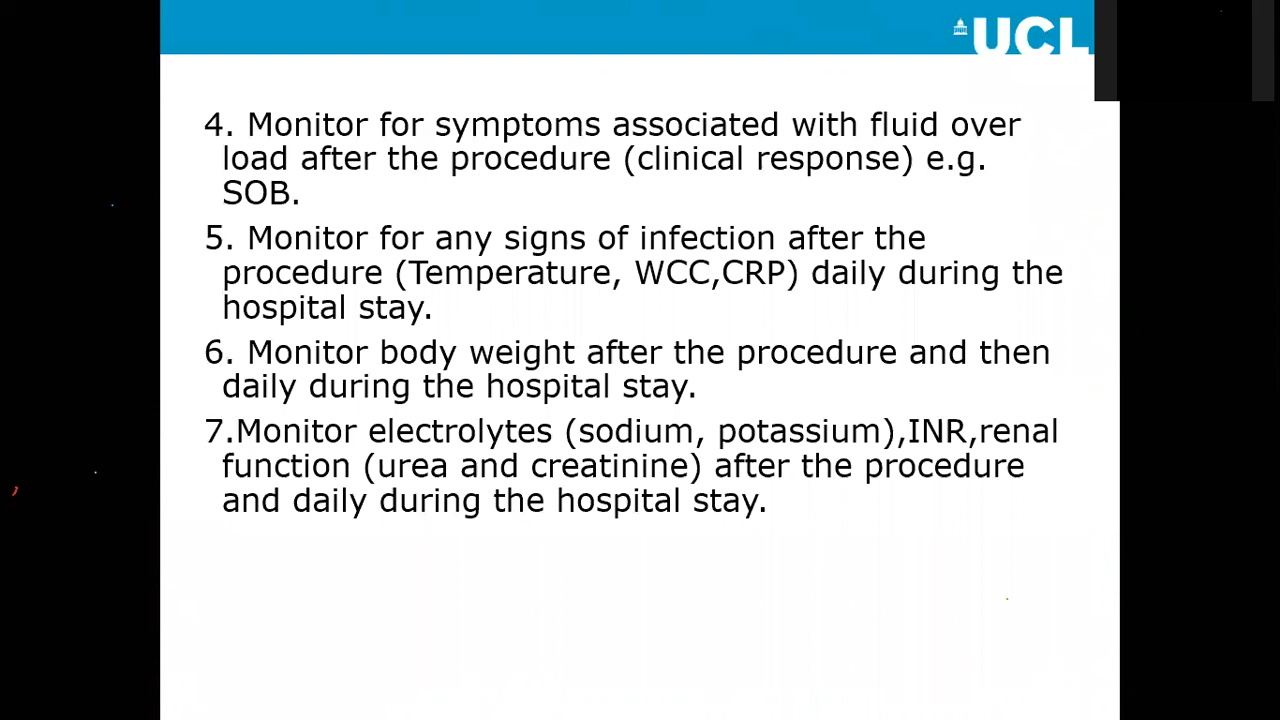 UCL
4. Monitor for symptoms associated with fluid over
load after the procedure (clinical response) e.g.
SOB.
5. Monitor for any signs of infection after the
procedure (Temperature, WCC,CRP) daily during the
hospital stay.
6. Monitor body weight after the procedure and then
daily during the hospital stay.
7.Monitor electrolytes (sodium, potassium),INR,renal
function (urea and creatinine) after the procedure
and daily during the hospital stay.